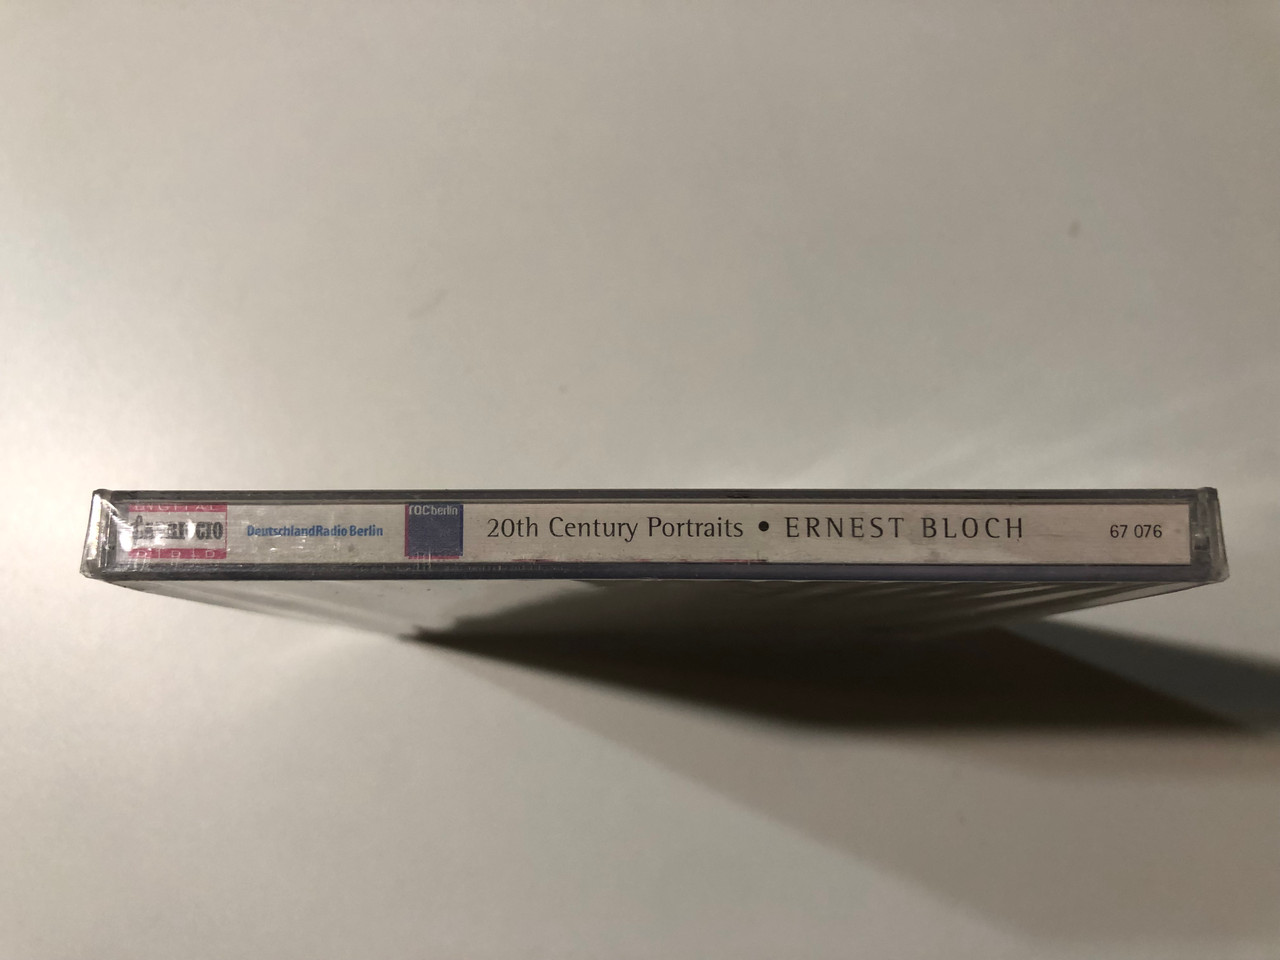 DIGITAL
Capriccio
DDD
DeutschlandRadio Berlin
rocberlin
20th Century Portraits • ERNEST BLOCH
67 076